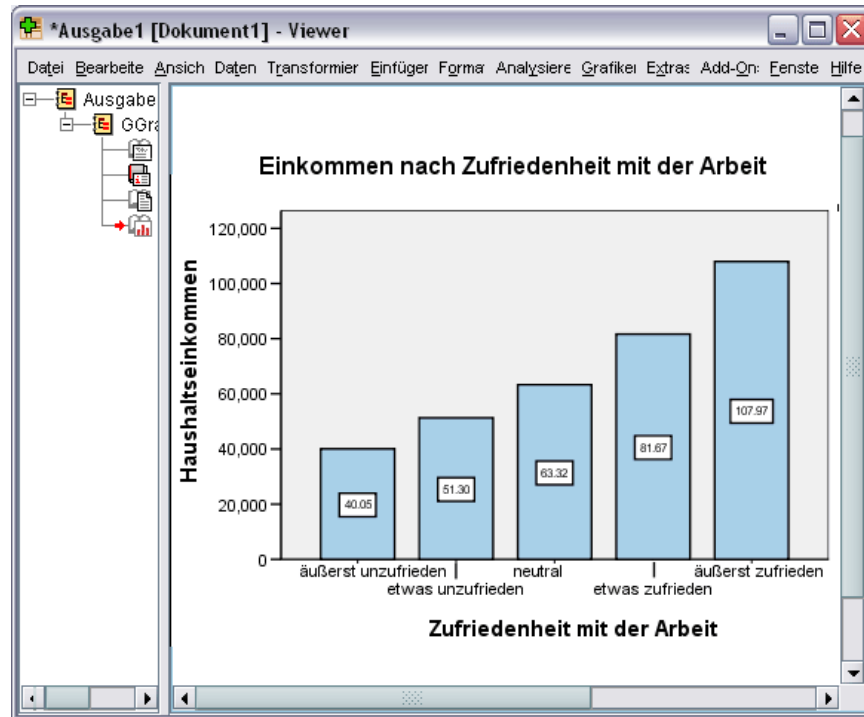 *Ausgabe1 [Dokument1] - Viewer
Datei Bearbeite Ansich Daten Transformier Einfüger Forma Analysiere Grafiker Extras Add-On: Fenste Hilfe
Ausgabe
GGra
Einkommen nach Zufriedenheit mit der Arbeit
Haushaltseinkommen
120,000
100,000
80,000
60,000
40,000
20,000
0
40.05
51.30
63.32
81.67
107.97
äußerst unzufrieden
etwas unzufrieden
neutral
etwas zufrieden
äußerst zufrieden
Zufriedenheit mit der Arbeit